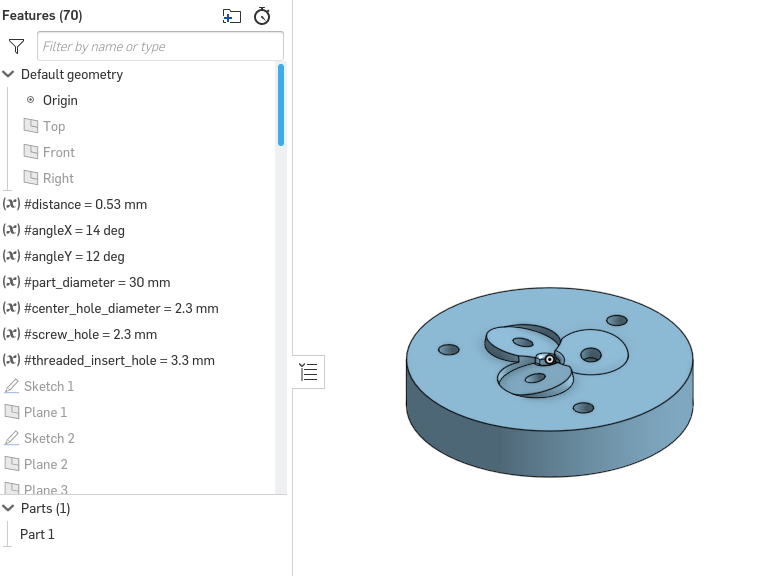 Features (70)
Filter by name or type
Default geometry
Origin
Top
Front
Right
(x) #distance = 0.53 mm
(x) #angleX = 14 deg
(x) #angleY = 12 deg
(x) #part_diameter = 30 mm
(x) #center_hole_diameter = 2.3 mm
(x) #screw_hole = 2.3 mm
(x) #threaded_insert_hole = 3.3 mm
Sketch 1
Plane 1
Sketch 2
Plane 2
Plane 3
Parts (1)
Part 1